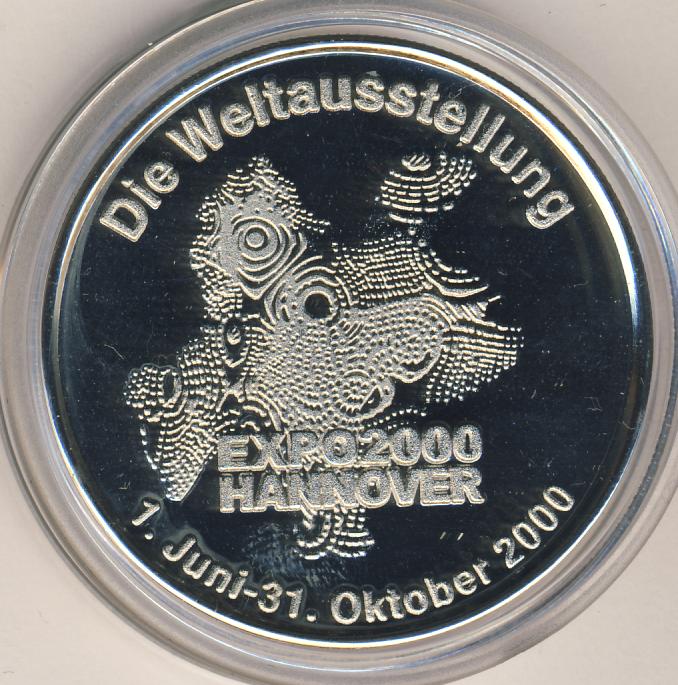 Die Weltausstellung
EXPO2000
HANNOVER
1. Juni-31. Oktober 2000